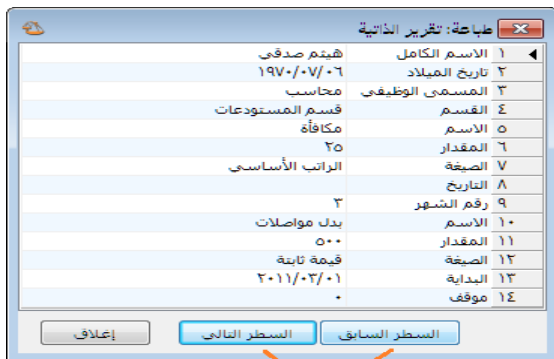 طباعة: تقرير الذاتية
١ الاسم الكامل هيثم صدقي
٢ تاريخ الميلاد ١٩٧٠/٠٧/٠٦
٣ المسمى الوظيفي محاسب
٤ القسم قسم المستودعات
٥ الاسم مكافأة
٦ المقدار ٢٥
٧ الصيغة الراتب الأساسي
٨ التاريخ
٩ رقم الشهر ٣
١٠ الاسم بدل مواصلات
١١ المقدار ٥٠٠
١٢ الصيغة قيمة ثابتة
١٣ البداية ٢٠١١/٠٣/٠١
١٤ موقف ٠
السطر السابق السطر التالي إغلاق